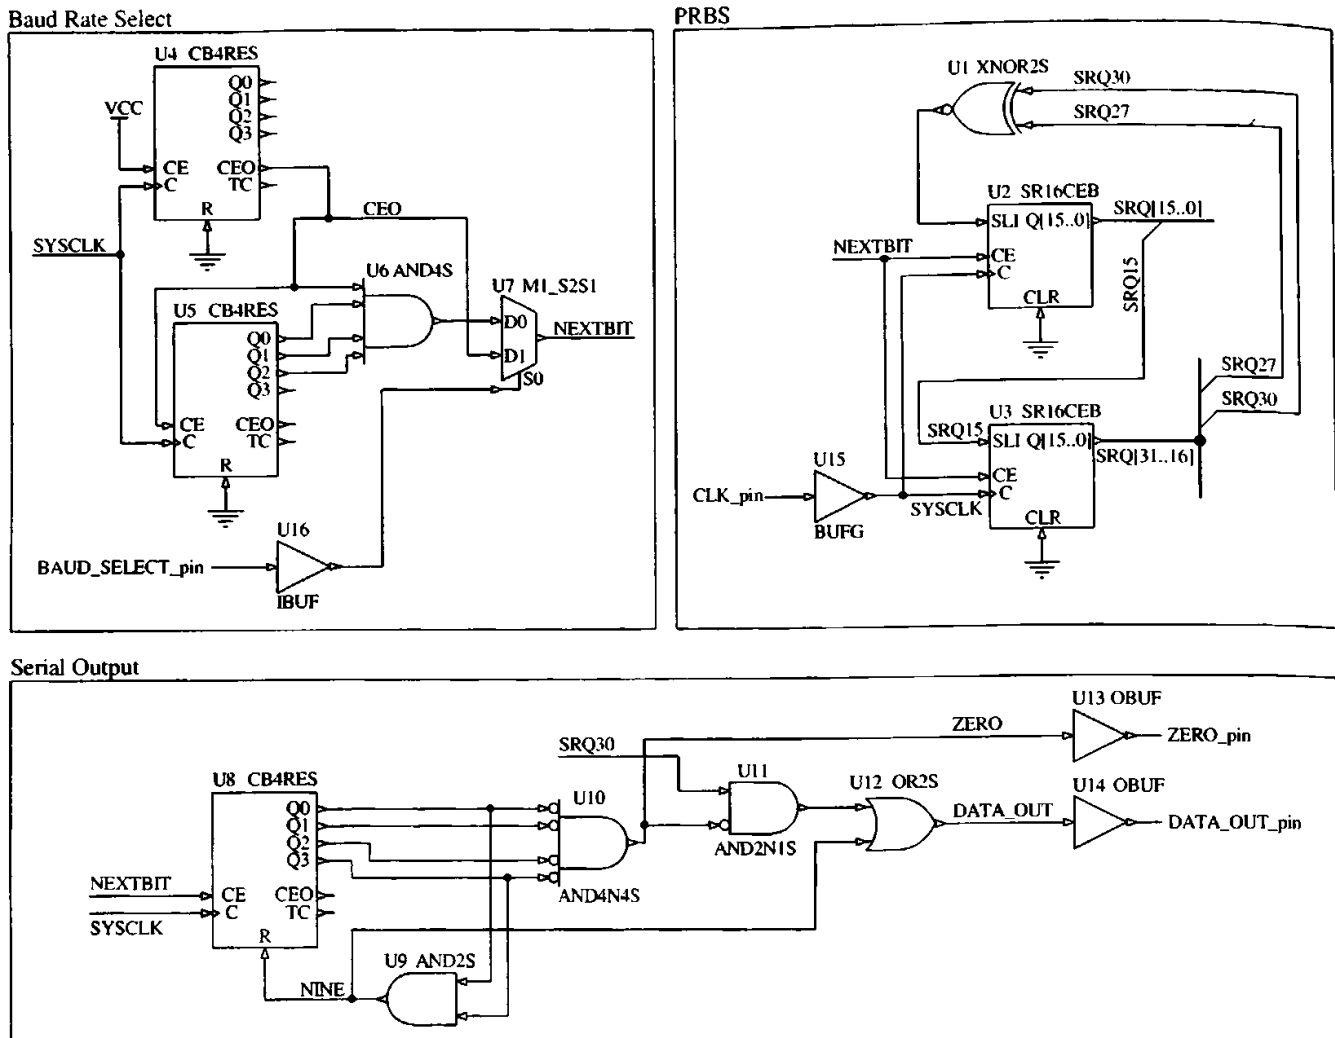 Baud Rate Select
U4 CB4RES
Q0
Q1
Q2
Q3
VCC
CE
CEO
C
TC
R
CEO
SYSCLK
U6 AND4S
U7 M1_S2S1
U5 CB4RES
Q0
Q1
Q2
Q3
D0
D1
S0
NEXTBIT
CE
CEO
C
TC
R
U16
BAUD_SELECT_pin
IBUF
PRBS
U1 XNOR2S
SRQ30
SRQ27
U2 SR16CEB
SLI Q[15..0]
SRQ[15..0]
NEXTBIT
CE
C
CLR
SRQ15
SRQ27
SRQ30
U3 SR16CEB
SRQ15
SLI Q[15..0]
SRQ[31..16]
U15
CE
CLK_pin
C
SYSCLK
BUFG
CLR
Serial Output
U13 OBUF
ZERO
ZERO_pin
SRQ30
U8 CB4RES
U10
U11
U12 OR2S
U14 OBUF
Q0
Q1
Q2
Q3
DATA_OUT
DATA_OUT_pin
AND2N1S
NEXTBIT
CE
CEO
AND4N4S
C
TC
SYSCLK
R
U9 AND2S
NINE